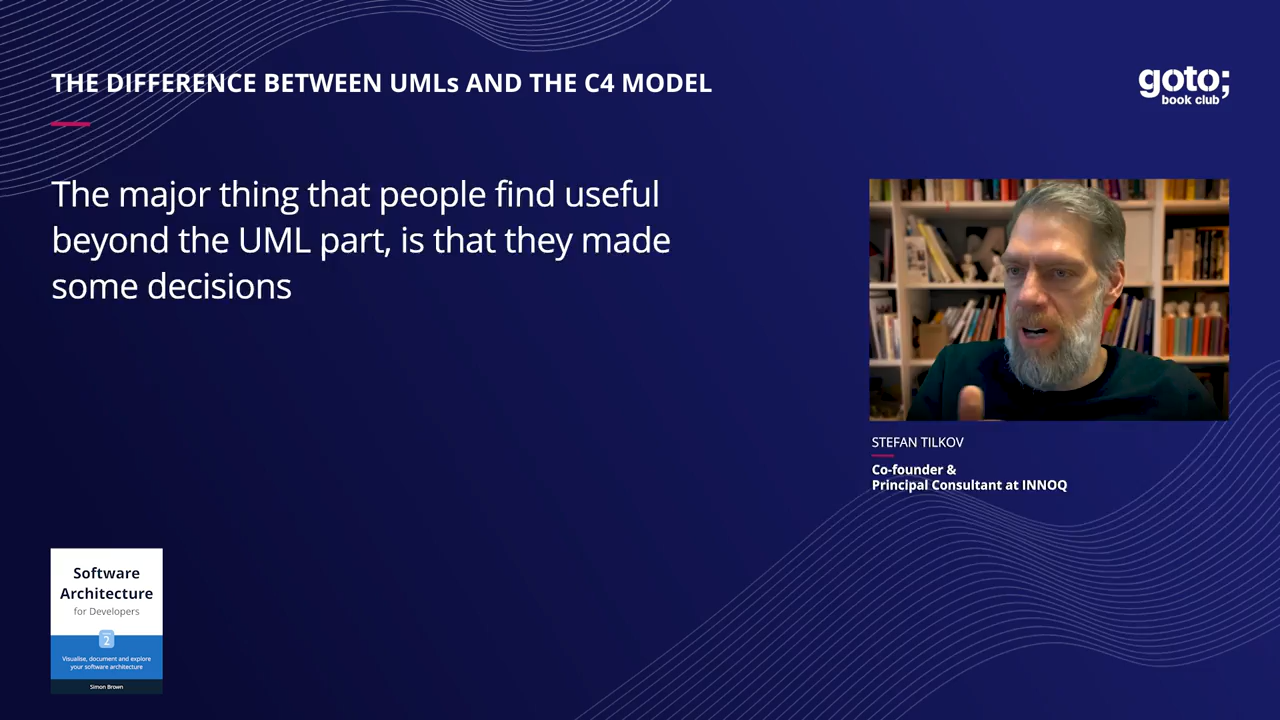 THE DIFFERENCE BETWEEN UMLs AND THE C4 MODEL
goto;
book club
The major thing that people find useful
beyond the UML part, is that they made
some decisions
STEFAN TILKOV
Co-founder &
Principal Consultant at INNOQ
Software
Architecture
for Developers
2
Visualise, document and explore
your software architecture
Simon Brown